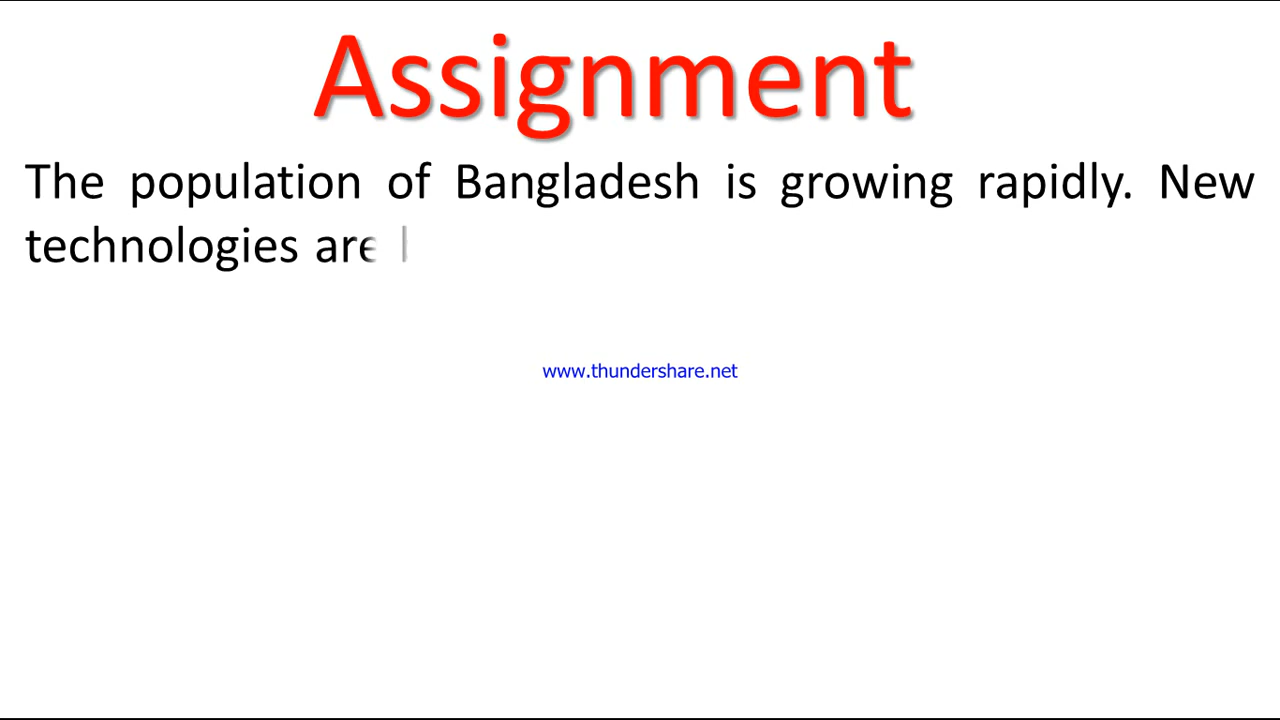 Assignment
The population of Bangladesh is growing rapidly. New
technologies are
www.thundershare.net